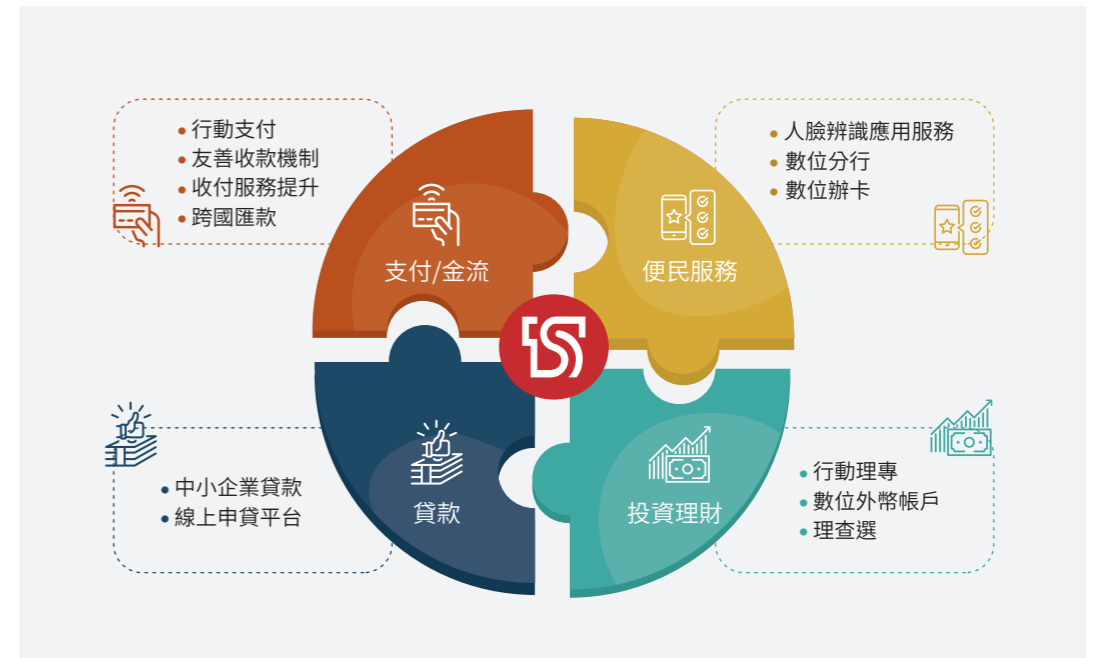 行動支付
友善收款機制
收付服務提升
跨國匯款
支付/金流
便民服務
人臉辨識應用服務
數位分行
數位辦卡
中小企業貸款
線上申貸平台
貸款
投資理財
行動理專
數位外幣帳戶
理查選